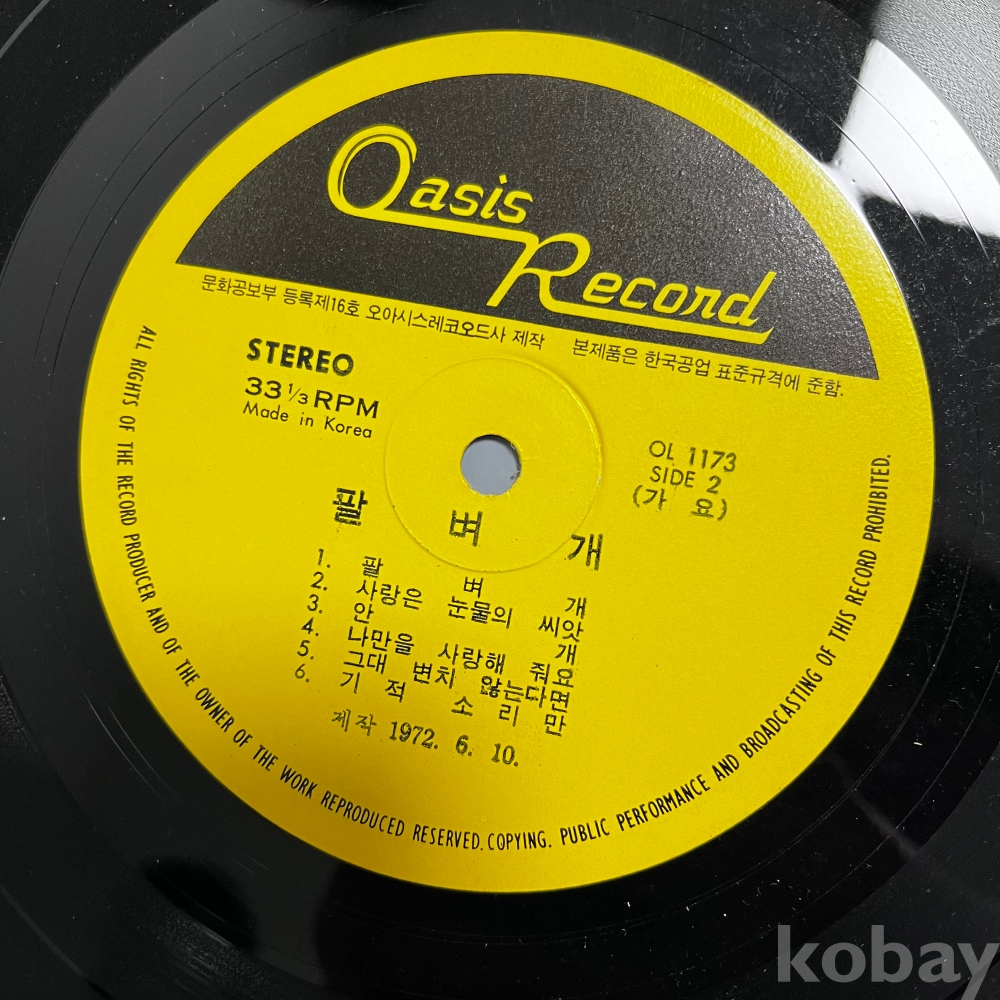 Oasis
Record
문화공보부 등록제16호 오아시스레코오드사 제작 본제품은 한국공업 표준규격에 준함.
STEREO
33 1/3 RPM
Made in Korea
OL 1173
SIDE 2
(가 요)
팔 벼 개
1. 팔 벼 개
2. 사랑은 눈물의 씨앗
3. 안 개
4. 나만을 사랑해 줘요
5. 그대 변치 않는다면
6. 기 적 소 리 만
제작 1972. 6. 10.
ALL RIGHTS OF THE RECORD PRODUCER AND OF THE OWNER OF THE WORK REPRODUCED RESERVED. COPYING. PUBLIC PERFORMANCE AND BROADCASTING OF THIS RECORD PROHIBITED.
kobay